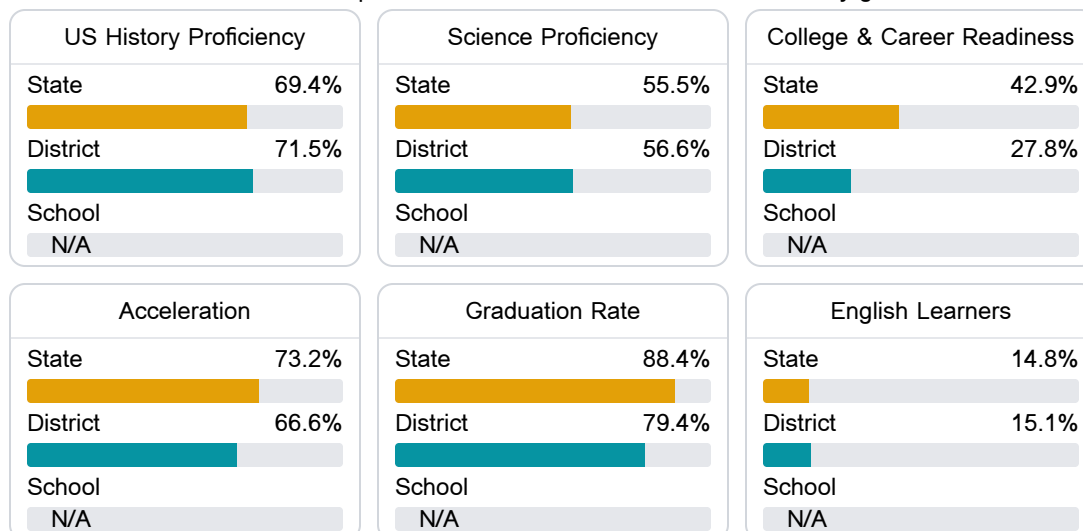 US History Proficiency
State 69.4%
District 71.5%
School
N/A
Science Proficiency
State 55.5%
District 56.6%
School
N/A
College & Career Readiness
State 42.9%
District 27.8%
School
N/A
Acceleration
State 73.2%
District 66.6%
School
N/A
Graduation Rate
State 88.4%
District 79.4%
School
N/A
English Learners
State 14.8%
District 15.1%
School
N/A